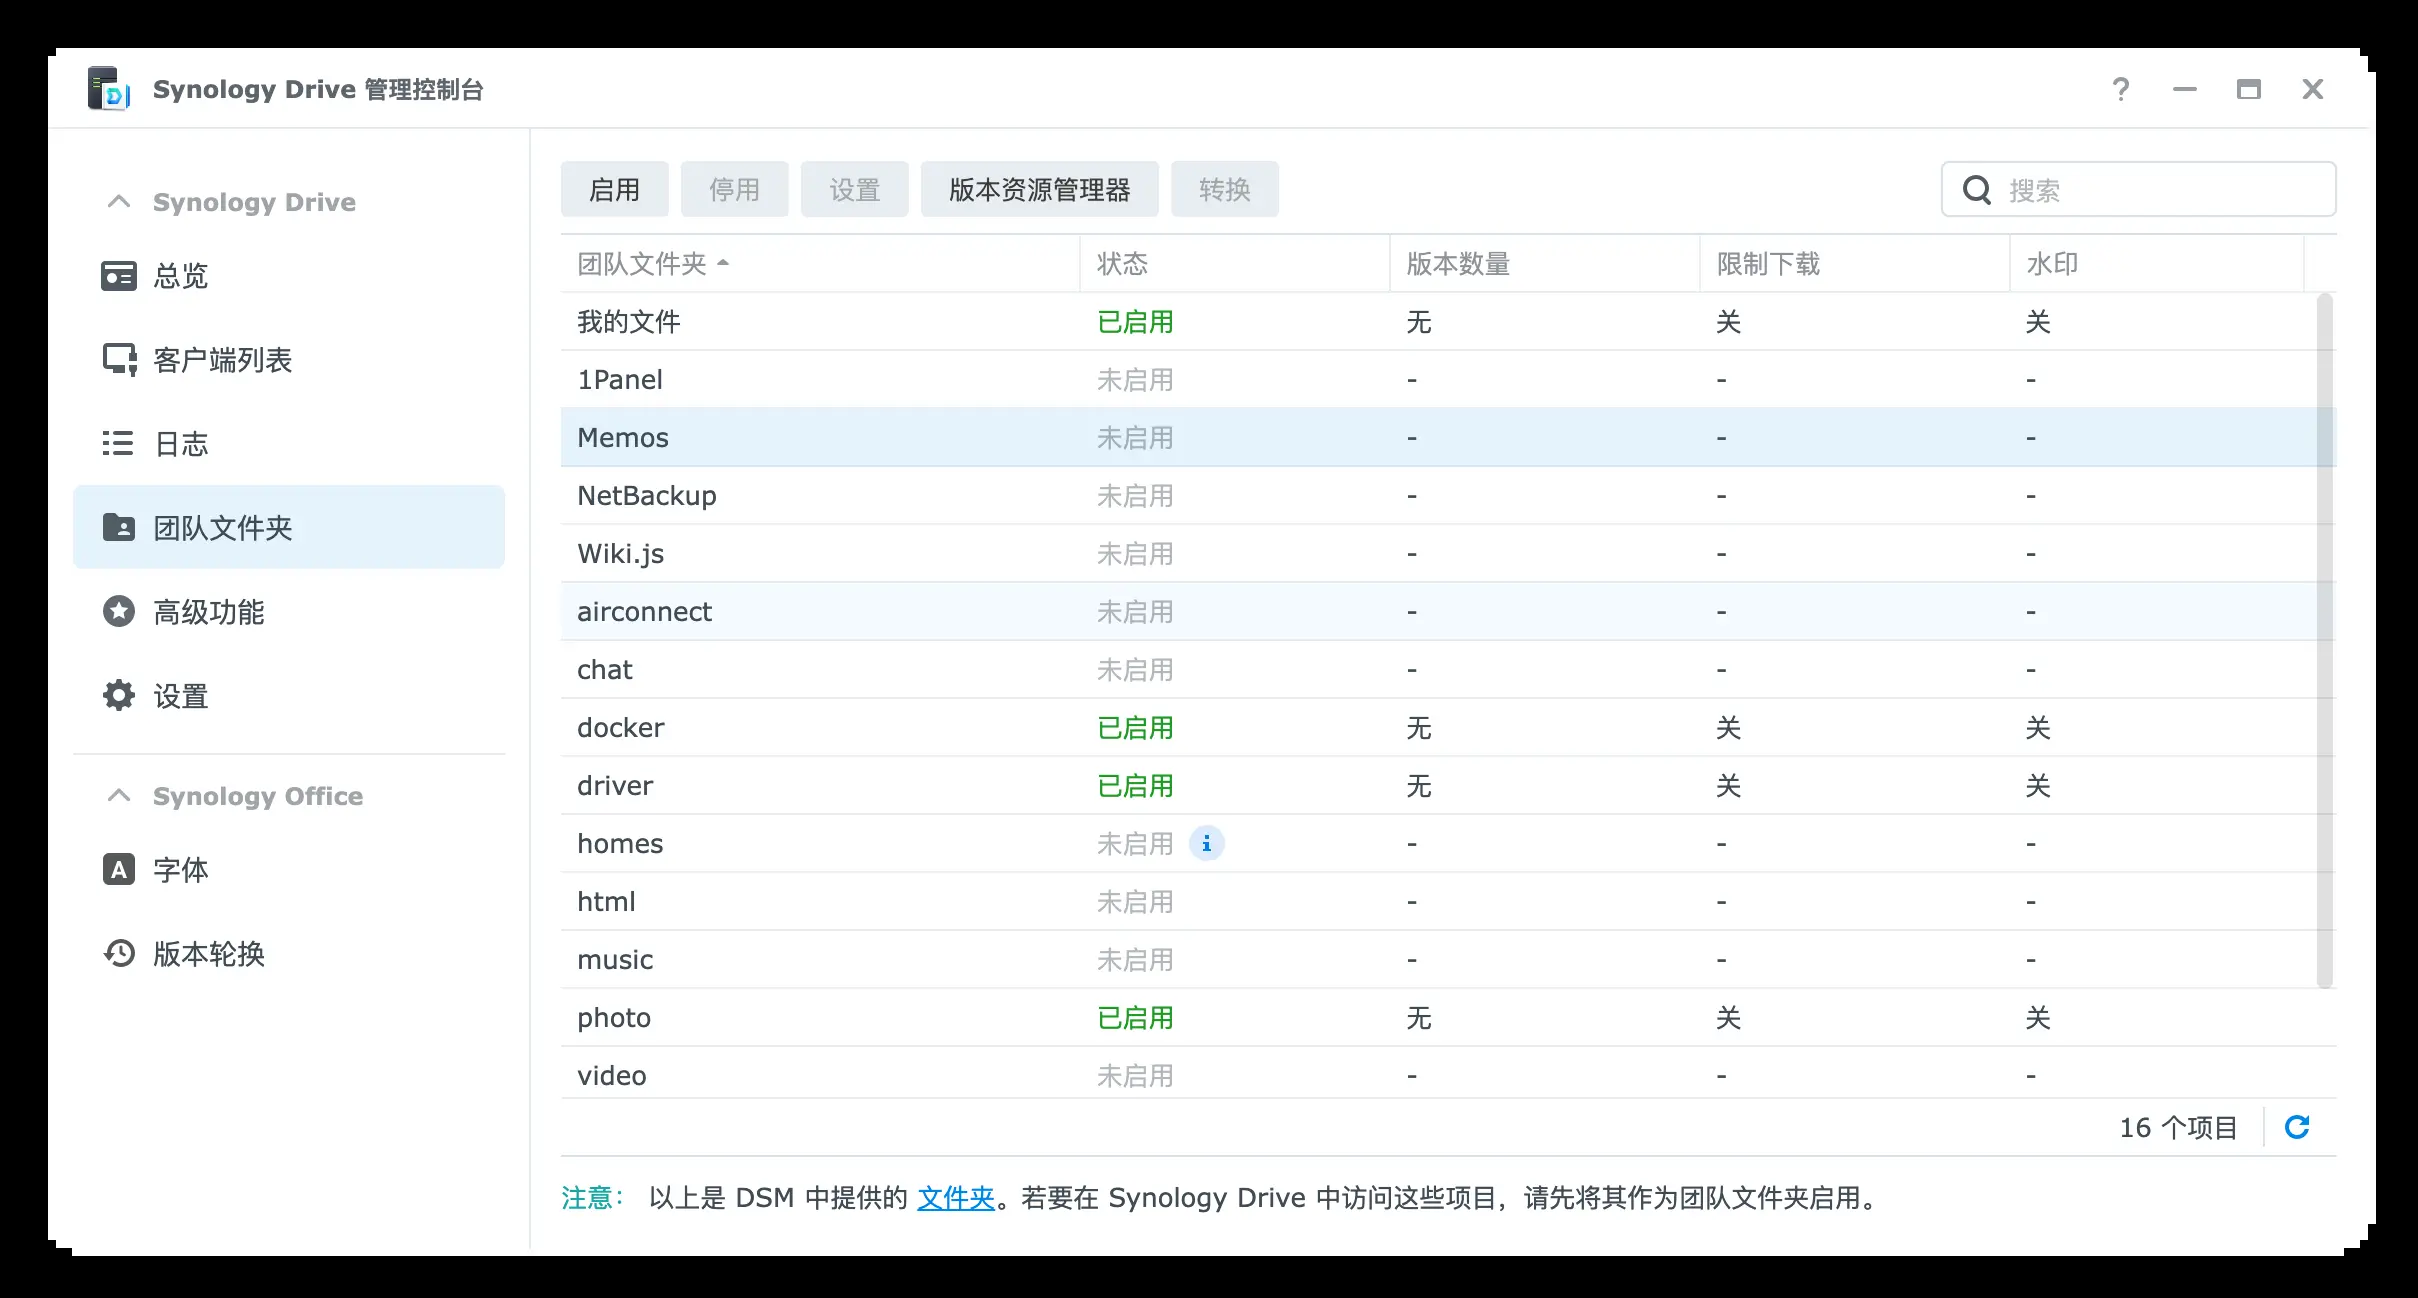 Synology Drive 管理控制台
Synology Drive
总览
客户端列表
日志
团队文件夹
高级功能
设置
Synology Office
字体
版本轮换
启用 停用 设置 版本资源管理器 转换 搜索
团队文件夹 状态 版本数量 限制下载 水印
我的文件 已启用 无 关 关
1Panel 未启用 - - -
Memos 未启用 - - -
NetBackup 未启用 - - -
Wiki.js 未启用 - - -
airconnect 未启用 - - -
chat 未启用 - - -
docker 已启用 无 关 关
driver 已启用 无 关 关
homes 未启用 - - -
html 未启用 - - -
music 未启用 - - -
photo 已启用 无 关 关
video 未启用 - - -
16 个项目
注意： 以上是 DSM 中提供的 文件夹。若要在 Synology Drive 中访问这些项目，请先将其作为团队文件夹启用。